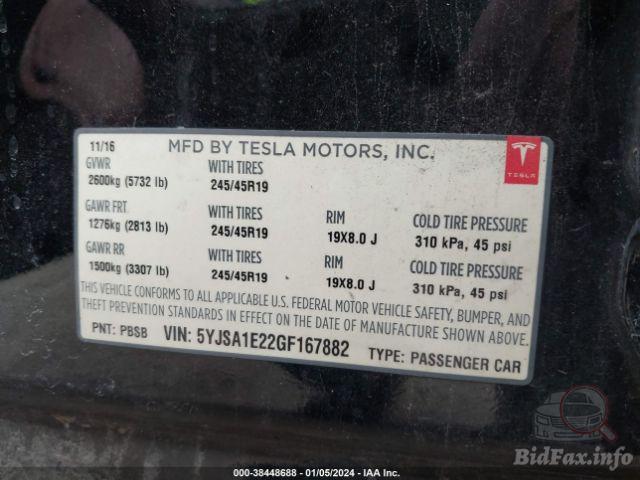 11/16 MFD BY TESLA MOTORS, INC. TESLA
GVWR WITH TIRES
2600kg (5732 lb) 245/45R19
GAWR FRT WITH TIRES RIM COLD TIRE PRESSURE
1276kg (2813 lb) 245/45R19 19X8.0 J 310 kPa, 45 psi
GAWR RR WITH TIRES RIM COLD TIRE PRESSURE
1500kg (3307 lb) 245/45R19 19X8.0 J 310 kPa, 45 psi
THIS VEHICLE CONFORMS TO ALL APPLICABLE U.S. FEDERAL MOTOR VEHICLE SAFETY, BUMPER, AND
THEFT PREVENTION STANDARDS IN EFFECT ON THE DATE OF MANUFACTURE SHOWN ABOVE.
PNT: PBSB VIN: 5YJSA1E22GF167882 TYPE: PASSENGER CAR
BidFax.info
000-38448688 - 01/05/2024 - IAA Inc.